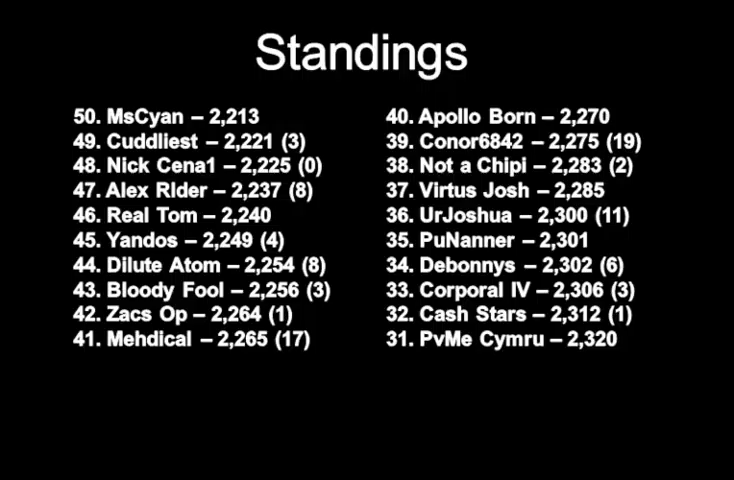 Standings
50. MsCyan – 2,213
49. Cuddliest – 2,221 (3)
48. Nick Cena1 – 2,225 (0)
47. Alex RIder – 2,237 (8)
46. Real Tom – 2,240
45. Yandos – 2,249 (4)
44. Dilute Atom – 2,254 (8)
43. Bloody Fool – 2,256 (3)
42. Zacs Op – 2,264 (1)
41. Mehdical – 2,265 (17)
40. Apollo Born – 2,270
39. Conor6842 – 2,275 (19)
38. Not a Chipi – 2,283 (2)
37. Virtus Josh – 2,285
36. UrJoshua – 2,300 (11)
35. PuNanner – 2,301
34. Debonnys – 2,302 (6)
33. Corporal IV – 2,306 (3)
32. Cash Stars – 2,312 (1)
31. PvMe Cymru – 2,320